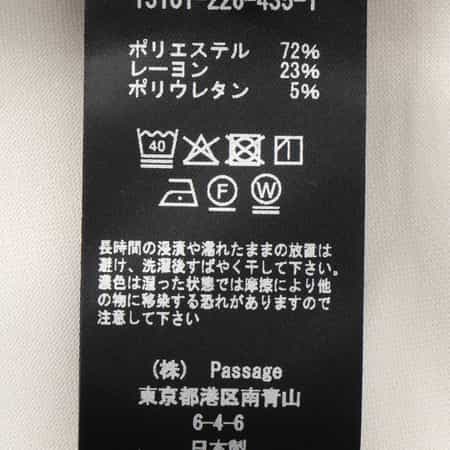 15101-226-435-1
ポリエステル 72%
レーヨン 23%
ポリウレタン 5%
40
F W
長時間の浸漬や濡れたままの放置は
避け、洗濯後すばやく干して下さい。
濃色は湿った状態では摩擦により他
の物に移染する恐れがありますので
注意して下さい
(株) Passage
東京都港区南青山
6-4-6
日本製